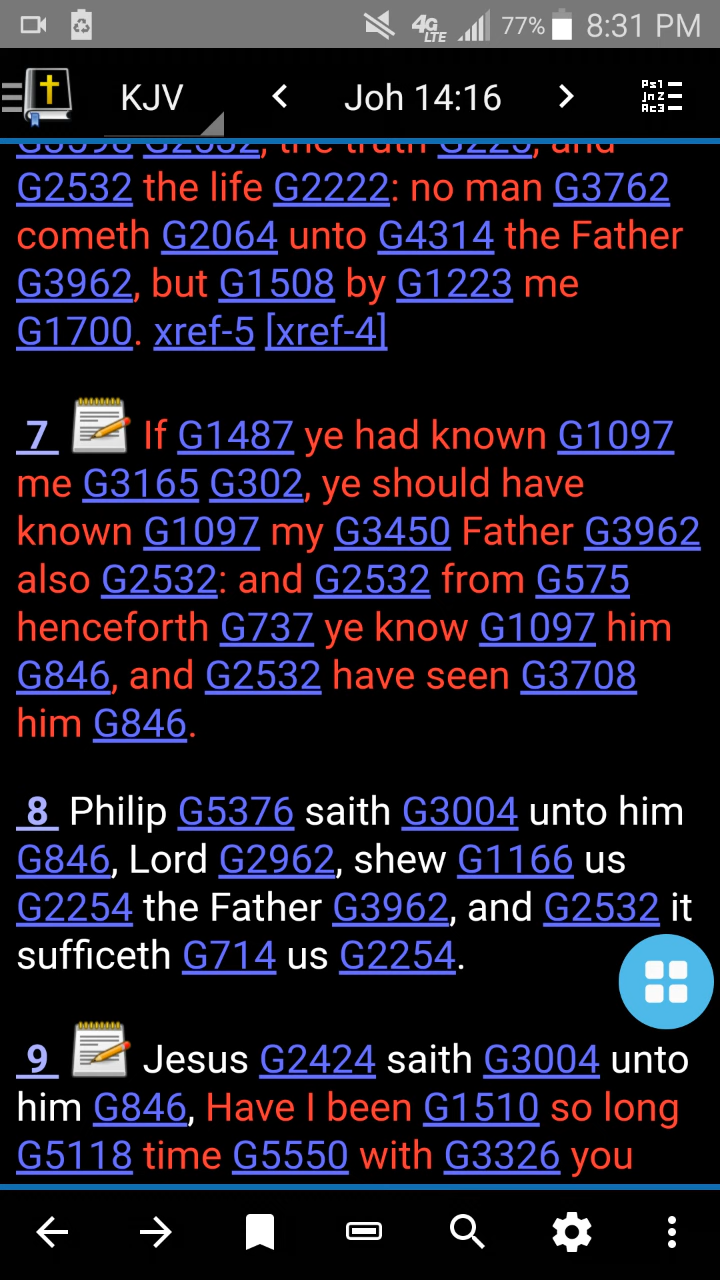 4G LTE 77% 8:31 PM
KJV Joh 14:16
the truth G225, and
G2532 the life G2222: no man G3762
cometh G2064 unto G4314 the Father
G3962, but G1508 by G1223 me
G1700. xref-5 [xref-4]
7 If G1487 ye had known G1097
me G3165 G302, ye should have
known G1097 my G3450 Father G3962
also G2532: and G2532 from G575
henceforth G737 ye know G1097 him
G846, and G2532 have seen G3708
him G846.
8 Philip G5376 saith G3004 unto him
G846, Lord G2962, shew G1166 us
G2254 the Father G3962, and G2532 it
sufficeth G714 us G2254.
9 Jesus G2424 saith G3004 unto
him G846, Have I been G1510 so long
G5118 time G5550 with G3326 you